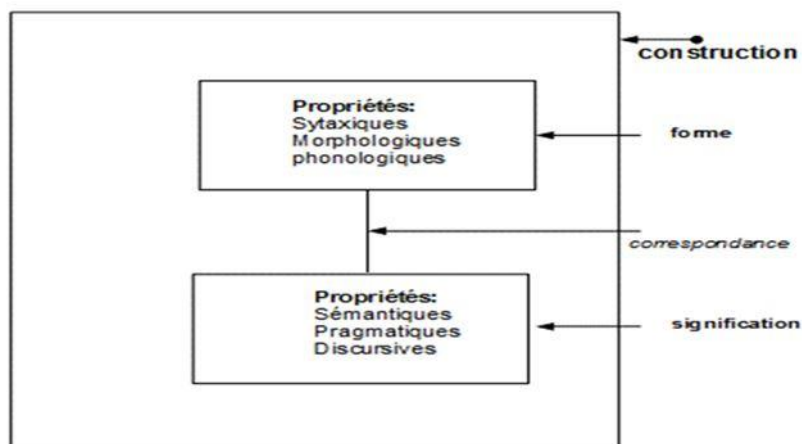 construction
Propriétés:
Sytaxiques
Morphologiques
phonologiques
forme
correspondance
Propriétés:
Sémantiques
Pragmatiques
Discursives
signification